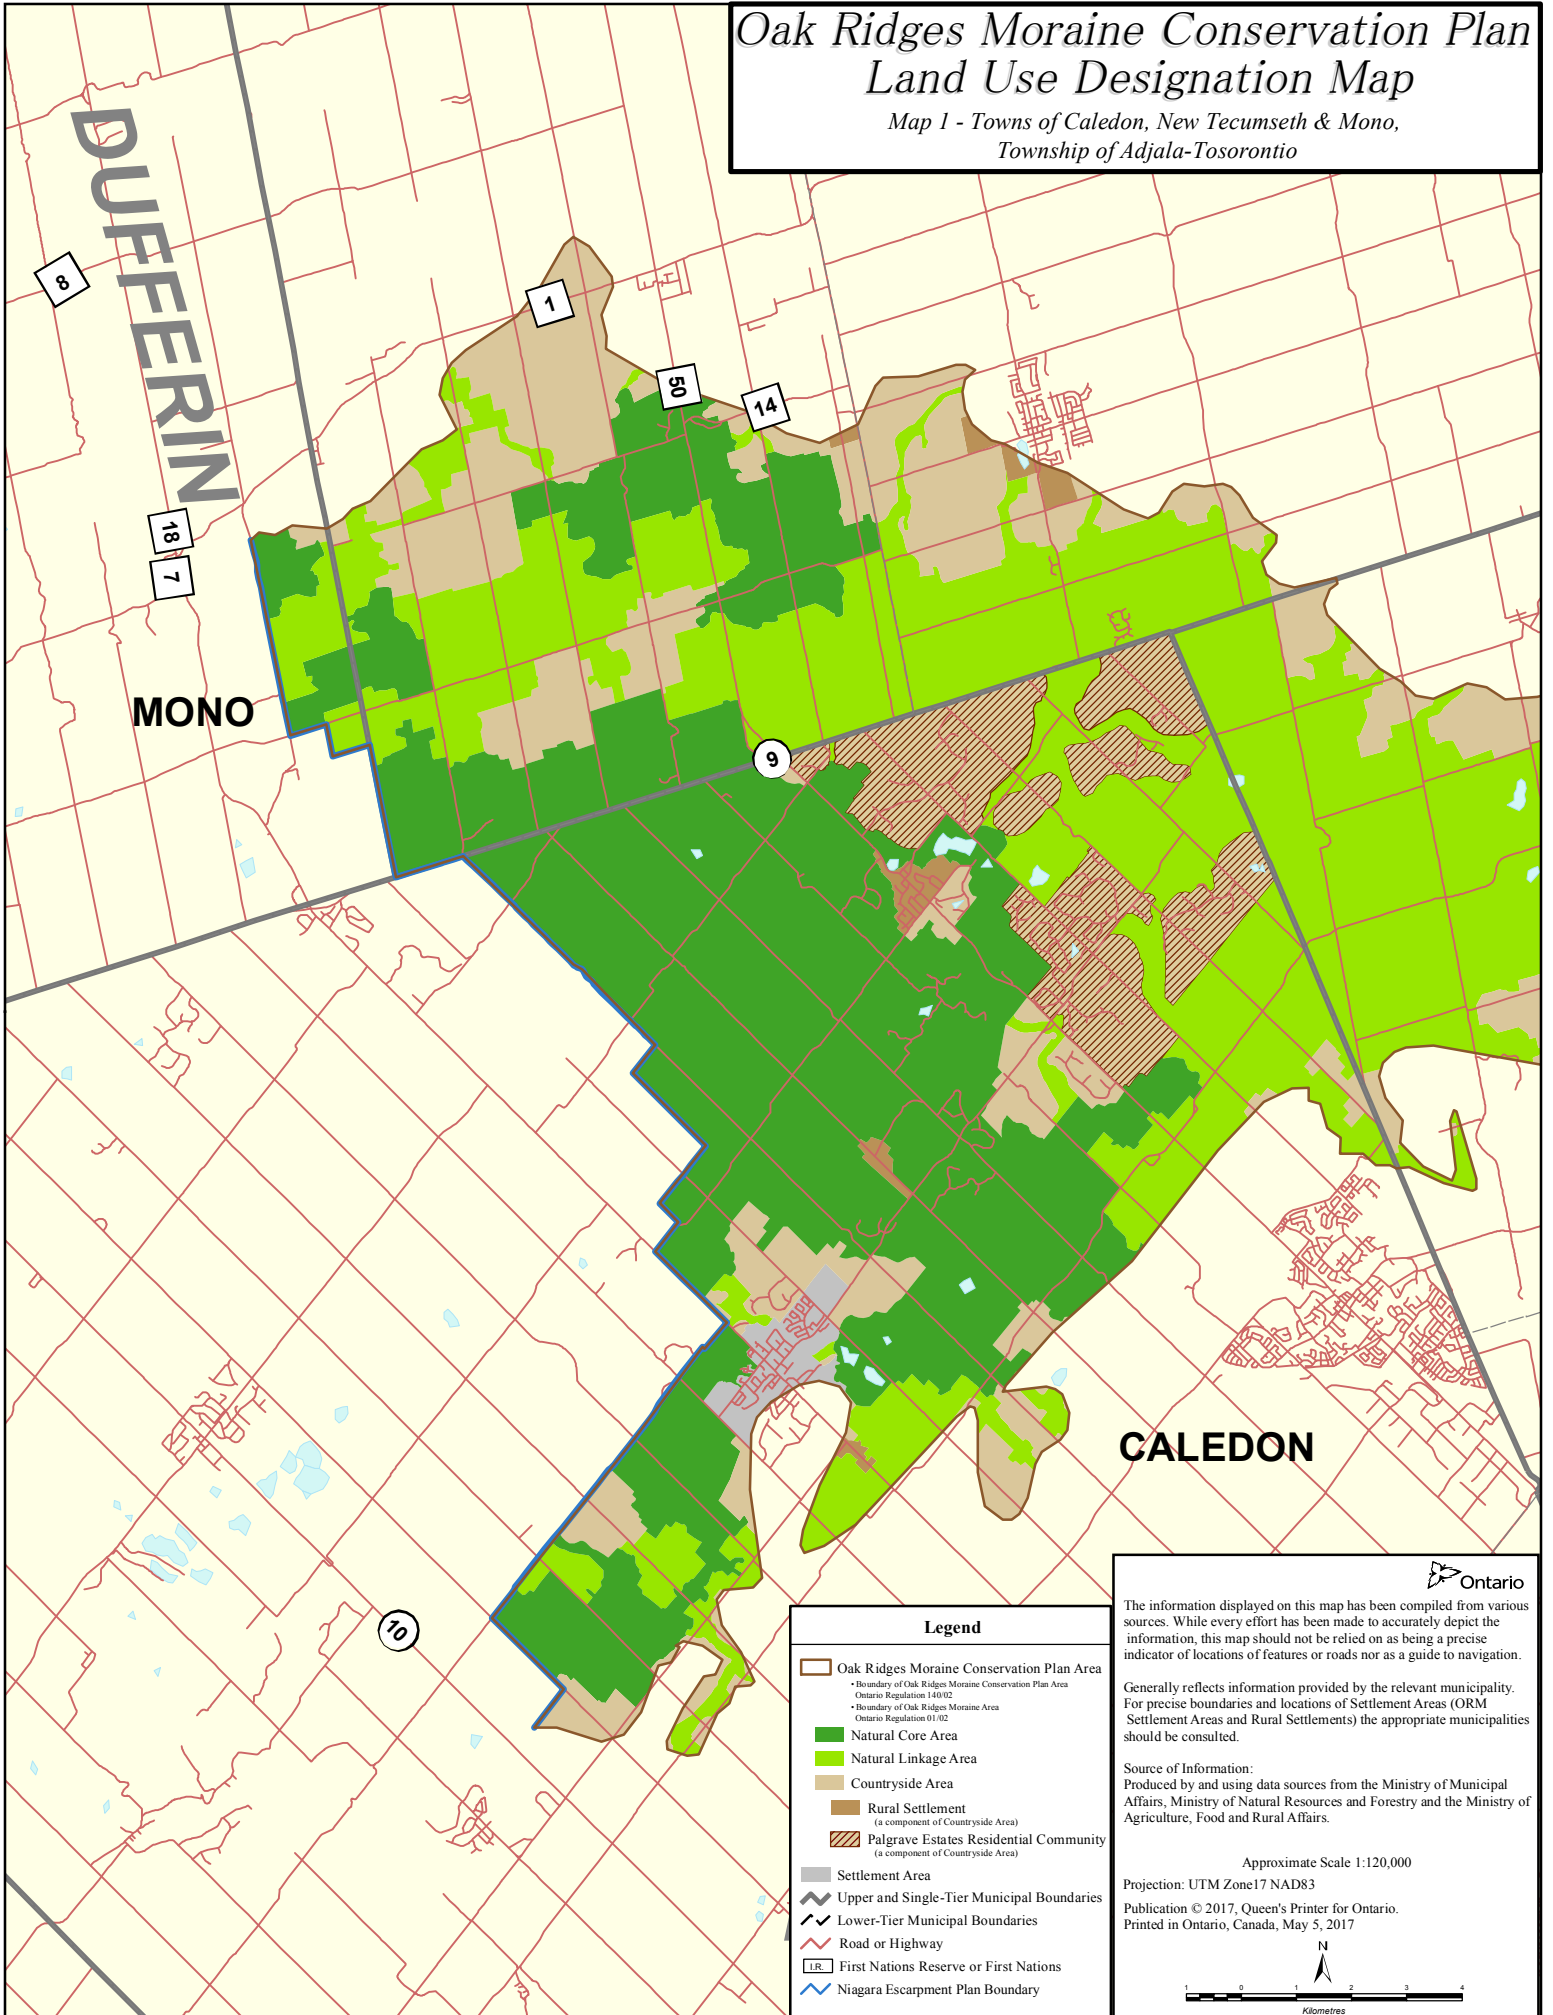 Oak Ridges Moraine Conservation Plan
Land Use Designation Map
Map 1 - Towns of Caledon, New Tecumseth & Mono,
Township of Adjala-Tosorontio
DUFFERIN
8
1
50
14
18
7
MONO
9
CALEDON
10
Legend
Oak Ridges Moraine Conservation Plan Area
• Boundary of Oak Ridges Moraine Conservation Plan Area
Ontario Regulation 140/02
• Boundary of Oak Ridges Moraine Area
Ontario Regulation 01/02
Natural Core Area
Natural Linkage Area
Countryside Area
Rural Settlement
(a component of Countryside Area)
Palgrave Estates Residential Community
(a component of Countryside Area)
Settlement Area
Upper and Single-Tier Municipal Boundaries
Lower-Tier Municipal Boundaries
Road or Highway
I.R. First Nations Reserve or First Nations
Niagara Escarpment Plan Boundary
Ontario
The information displayed on this map has been compiled from various
sources. While every effort has been made to accurately depict the
information, this map should not be relied on as being a precise
indicator of locations of features or roads nor as a guide to navigation.
Generally reflects information provided by the relevant municipality.
For precise boundaries and locations of Settlement Areas (ORM
Settlement Areas and Rural Settlements) the appropriate municipalities
should be consulted.
Source of Information:
Produced by and using data sources from the Ministry of Municipal
Affairs, Ministry of Natural Resources and Forestry and the Ministry of
Agriculture, Food and Rural Affairs.
Approximate Scale 1:120,000
Projection: UTM Zone17 NAD83
Publication © 2017, Queen's Printer for Ontario.
Printed in Ontario, Canada, May 5, 2017
N
1 0 1 2 3 4
Kilometres